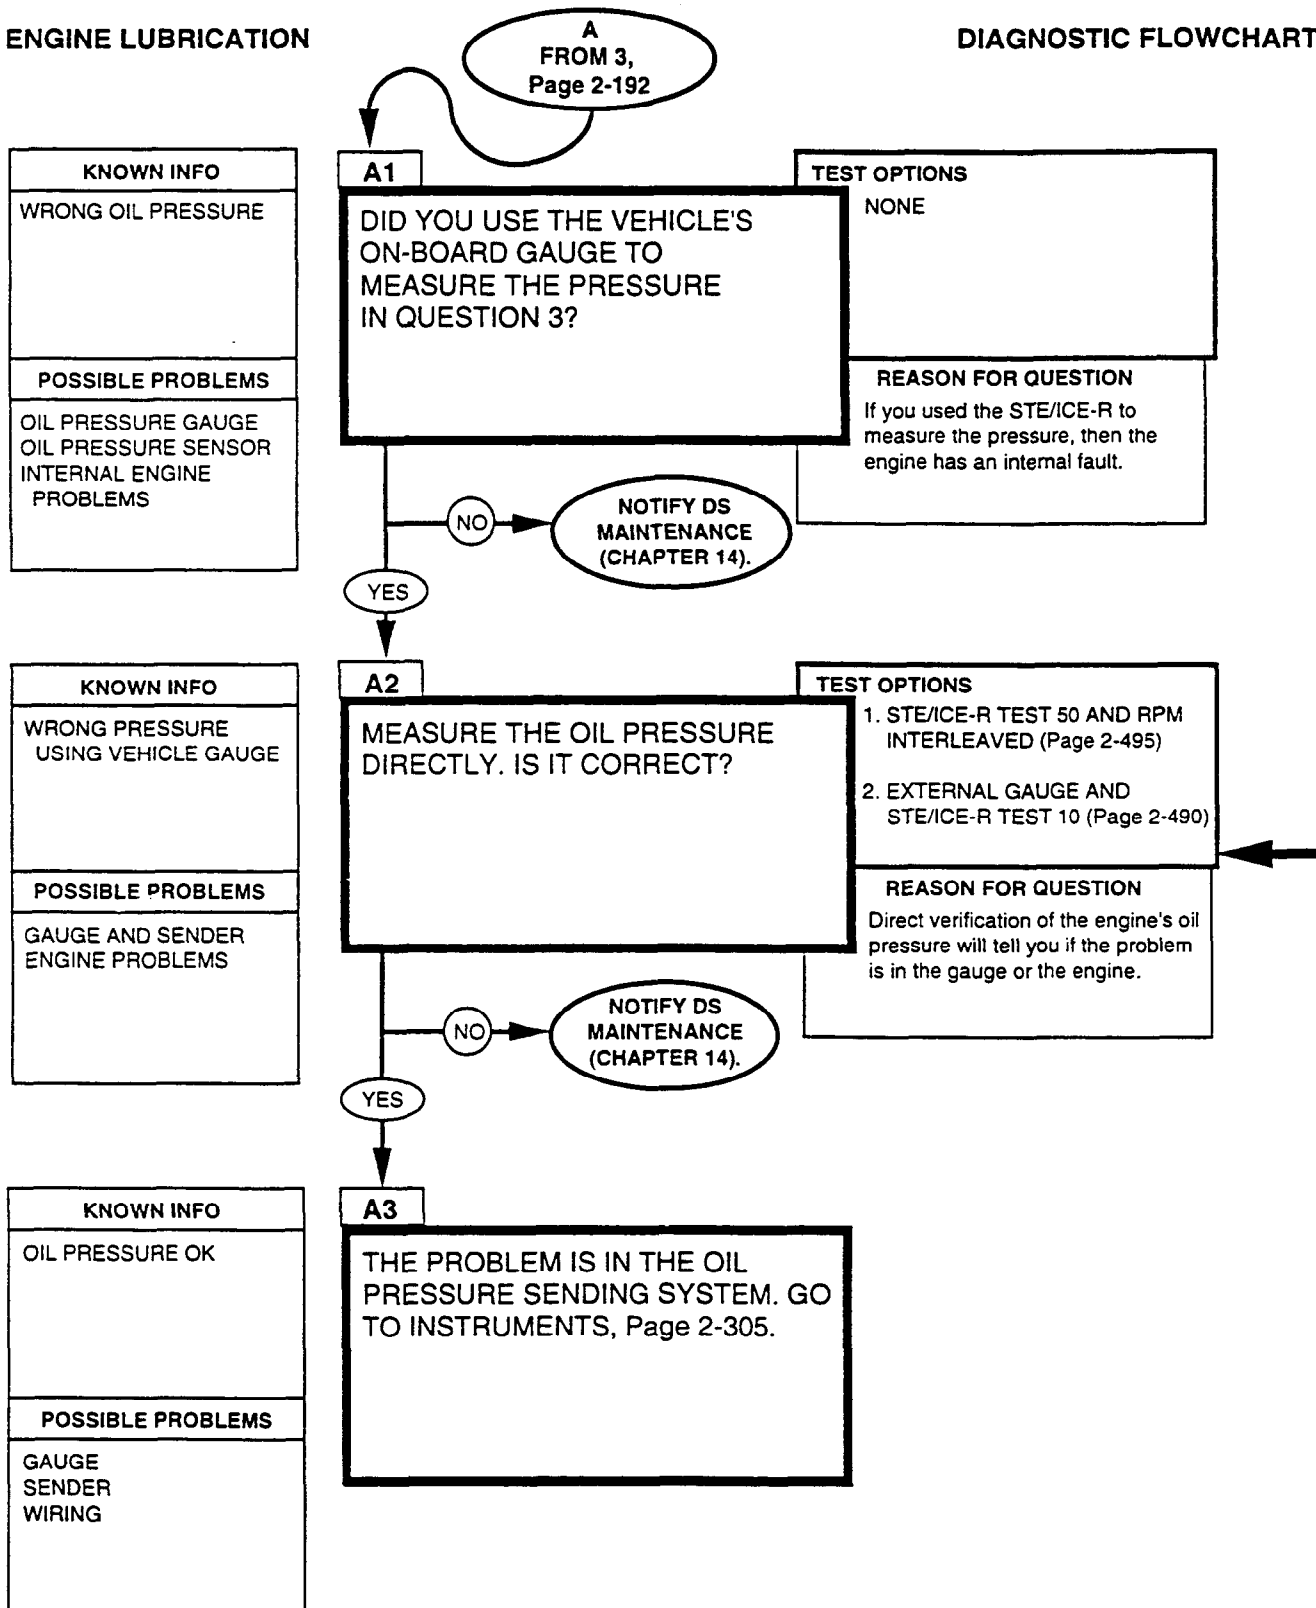 ENGINE LUBRICATION
DIAGNOSTIC FLOWCHART
A
FROM 3,
Page 2-192
KNOWN INFO
WRONG OIL PRESSURE
POSSIBLE PROBLEMS
OIL PRESSURE GAUGE
OIL PRESSURE SENSOR
INTERNAL ENGINE
PROBLEMS
A1
DID YOU USE THE VEHICLE'S
ON-BOARD GAUGE TO
MEASURE THE PRESSURE
IN QUESTION 3?
TEST OPTIONS
NONE
REASON FOR QUESTION
If you used the STE/ICE-R to
measure the pressure, then the
engine has an internal fault.
NO
NOTIFY DS
MAINTENANCE
(CHAPTER 14).
YES
KNOWN INFO
WRONG PRESSURE
USING VEHICLE GAUGE
POSSIBLE PROBLEMS
GAUGE AND SENDER
ENGINE PROBLEMS
A2
MEASURE THE OIL PRESSURE
DIRECTLY. IS IT CORRECT?
TEST OPTIONS
1. STE/ICE-R TEST 50 AND RPM
INTERLEAVED (Page 2-495)
2. EXTERNAL GAUGE AND
STE/ICE-R TEST 10 (Page 2-490)
REASON FOR QUESTION
Direct verification of the engine's oil
pressure will tell you if the problem
is in the gauge or the engine.
NO
NOTIFY DS
MAINTENANCE
(CHAPTER 14).
YES
KNOWN INFO
OIL PRESSURE OK
POSSIBLE PROBLEMS
GAUGE
SENDER
WIRING
A3
THE PROBLEM IS IN THE OIL
PRESSURE SENDING SYSTEM. GO
TO INSTRUMENTS, Page 2-305.